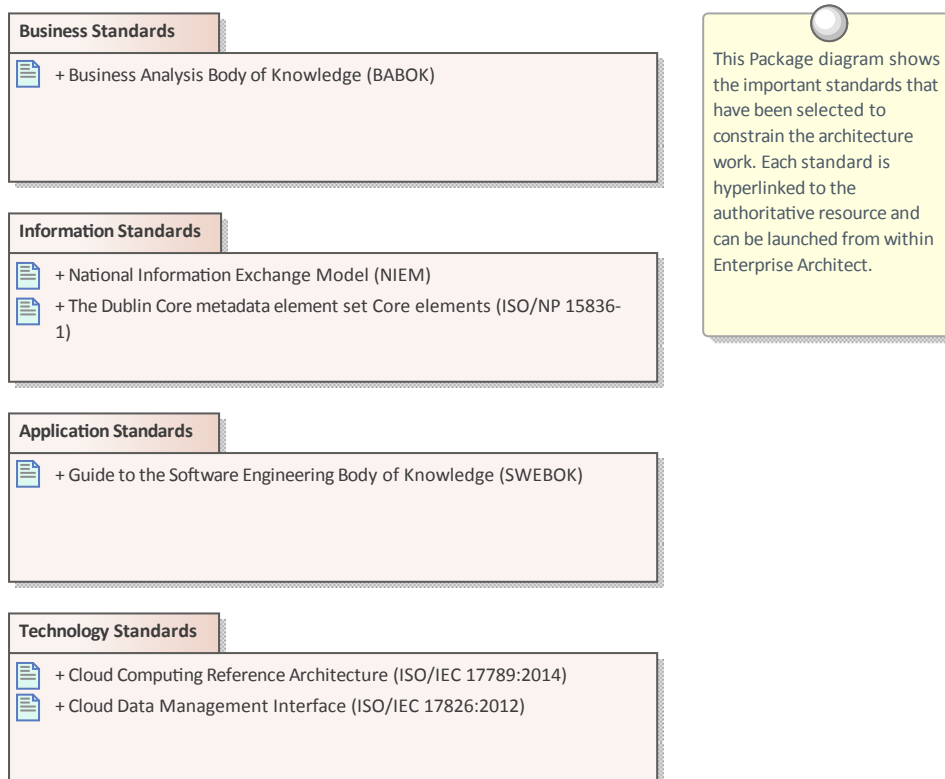 Business Standards
+ Business Analysis Body of Knowledge (BABOK)
Information Standards
+ National Information Exchange Model (NIEM)
+ The Dublin Core metadata element set Core elements (ISO/NP 15836-
1)
Application Standards
+ Guide to the Software Engineering Body of Knowledge (SWEBOK)
Technology Standards
+ Cloud Computing Reference Architecture (ISO/IEC 17789:2014)
+ Cloud Data Management Interface (ISO/IEC 17826:2012)
This Package diagram shows
the important standards that
have been selected to
constrain the architecture
work. Each standard is
hyperlinked to the
authoritative resource and
can be launched from within
Enterprise Architect.